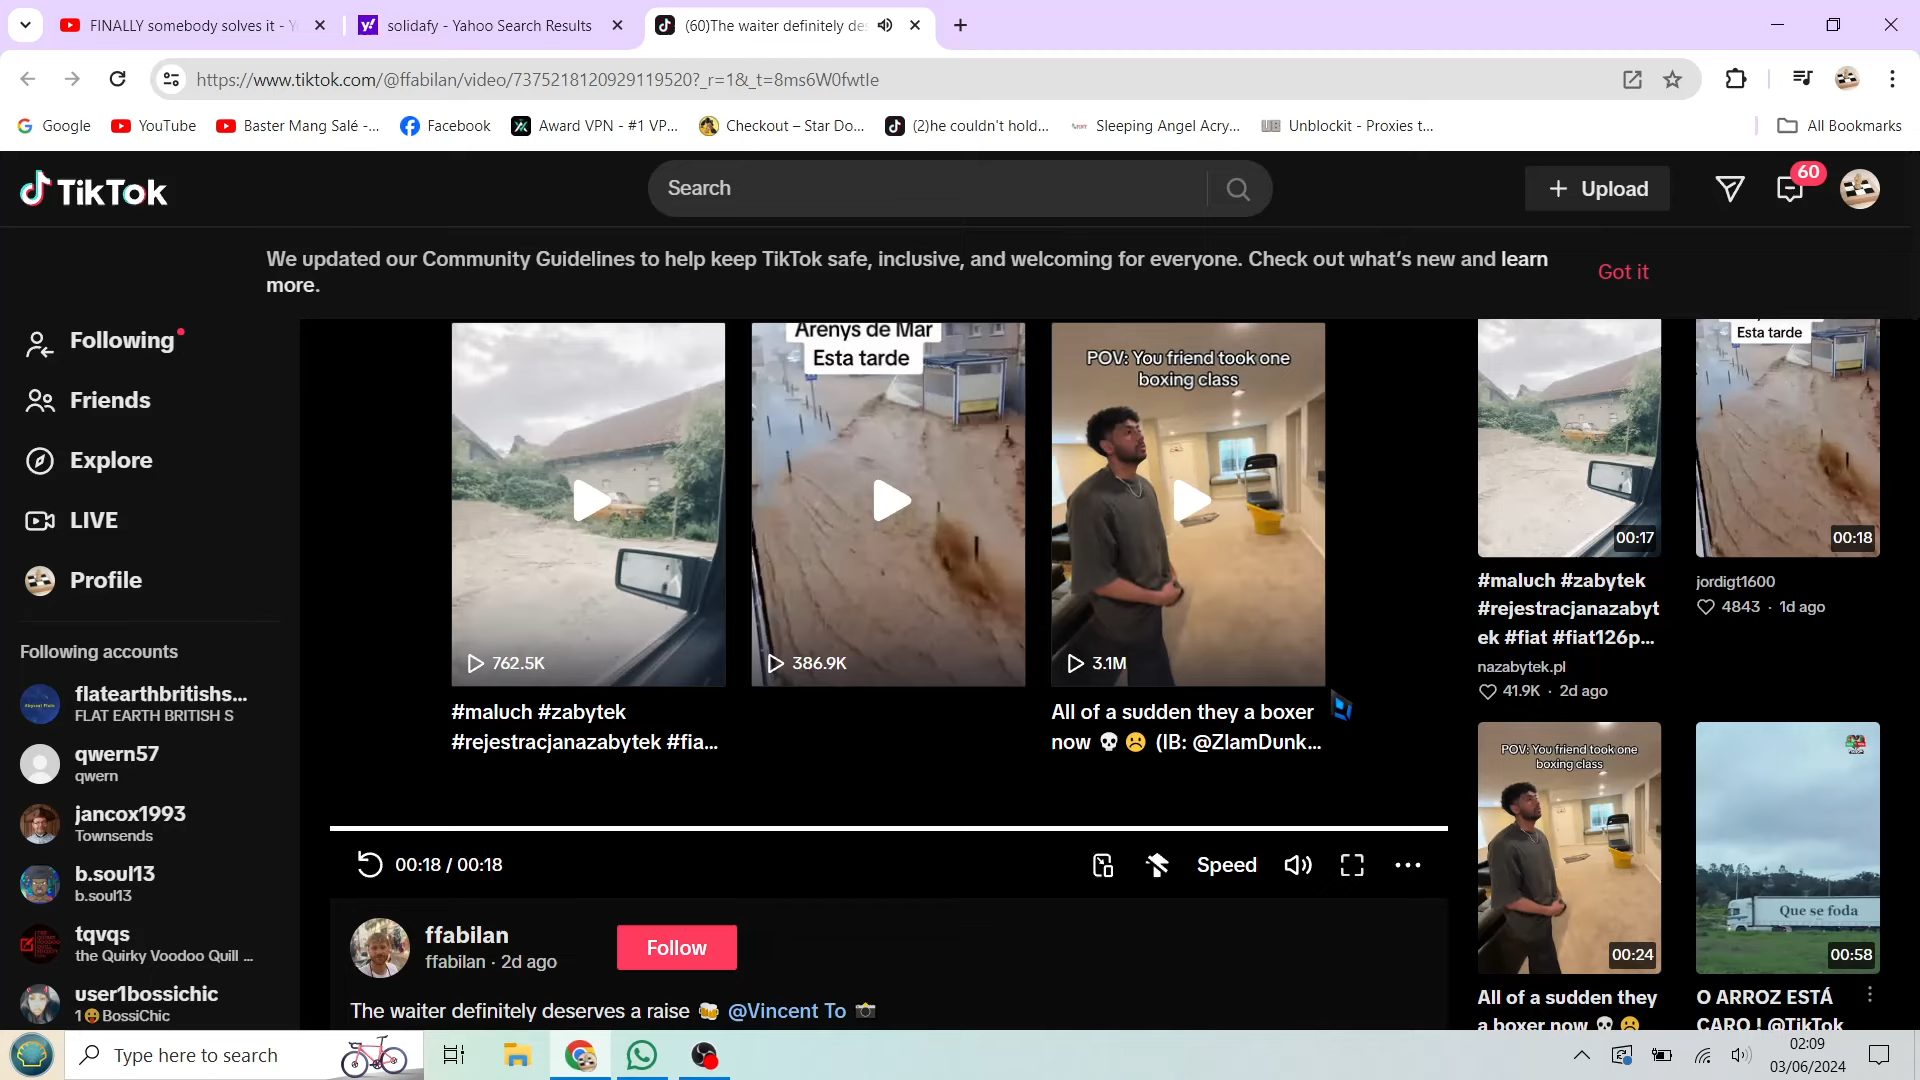 FINALLY somebody solves it - Y
solidafy - Yahoo Search Results
(60)The waiter definitely de
https://www.tiktok.com/@ffabilan/video/7375218120929119520?_r=1&_t=8ms6W0fwtIe
Google
YouTube
Baster Mang Salé -...
Facebook
Award VPN - #1 VP...
Checkout – Star Do...
(2)he couldn't hold...
Sleeping Angel Acry...
Unblockit - Proxies t...
All Bookmarks
TikTok
Search
Upload
60
We updated our Community Guidelines to help keep TikTok safe, inclusive, and welcoming for everyone. Check out what's new and learn
more.
Got it
Following
Friends
Explore
LIVE
Profile
Following accounts
flatearthbritishs...
FLAT EARTH BRITISH S
qwern57
qwern
jancox1993
Townsends
b.soul13
b.soul13
tqvqs
the Quirky Voodoo Quill ...
user1bossichic
1😛BossiChic
762.5K
#maluch #zabytek
#rejestracjanazabytek #fia...
Arenys de Mar
Esta tarde
386.9K
POV: You friend took one
boxing class
3.1M
All of a sudden they a boxer
now 💀☹️ (IB: @ZlamDunk...
00:18 / 00:18
Speed
ffabilan
ffabilan · 2d ago
Follow
The waiter definitely deserves a raise 🍻 @Vincent To 📸
00:17
#maluch #zabytek
#rejestracjanazabyt
ek #fiat #fiat126p...
nazabytek.pl
41.9K · 2d ago
Esta tarde
00:18
jordigt1600
4843 · 1d ago
POV: You friend took one
boxing class
00:24
All of a sudden they
a boxer now 💀☹️
Que se foda
00:58
O ARROZ ESTÁ
CARO ! @TikTok
Type here to search
02:09
03/06/2024